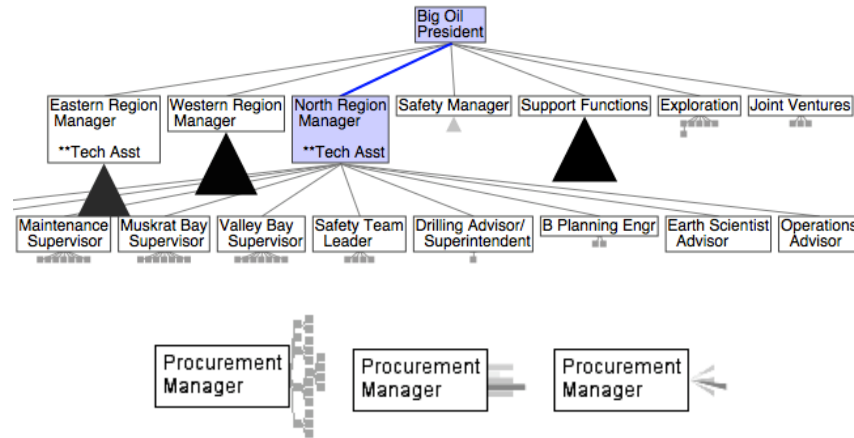 Big Oil
President
Eastern Region
Manager
**Tech Asst
Western Region
Manager
North Region
Manager
**Tech Asst
Safety Manager
Support Functions
Exploration
Joint Ventures
Maintenance
Supervisor
Muskrat Bay
Supervisor
Valley Bay
Supervisor
Safety Team
Leader
Drilling Advisor/
Superintendent
B Planning Engr
Earth Scientist
Advisor
Operations
Advisor
Procurement
Manager
Procurement
Manager
Procurement
Manager